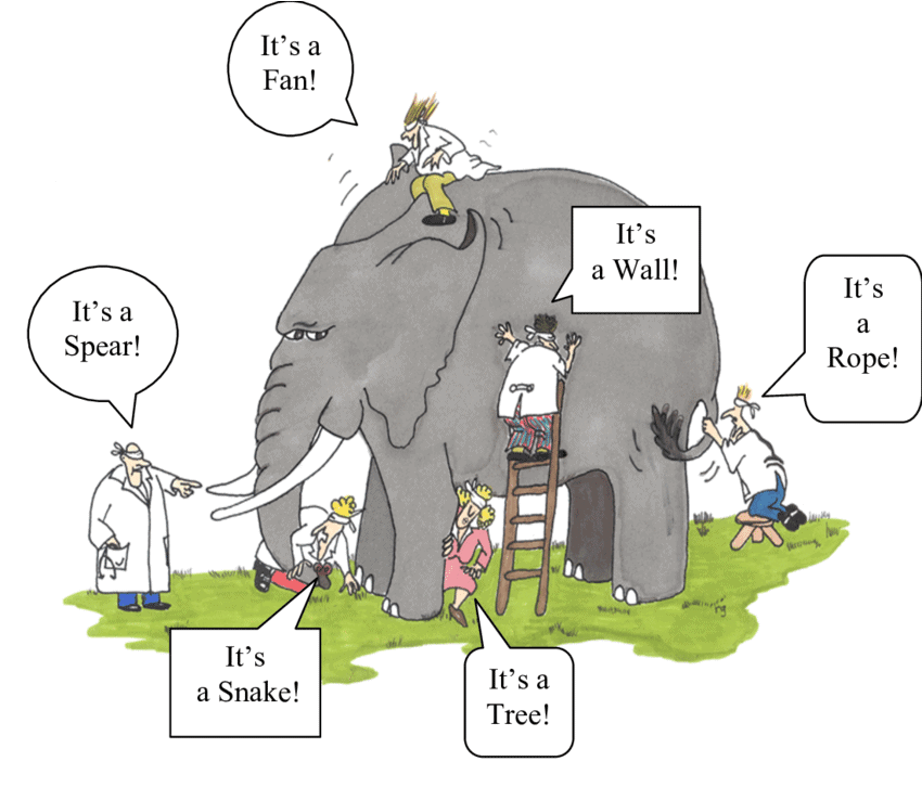 It's a
Fan!
It's
a Wall!
It's a
Spear!
It's
a
Rope!
It's
a Snake!
It's a
Tree!